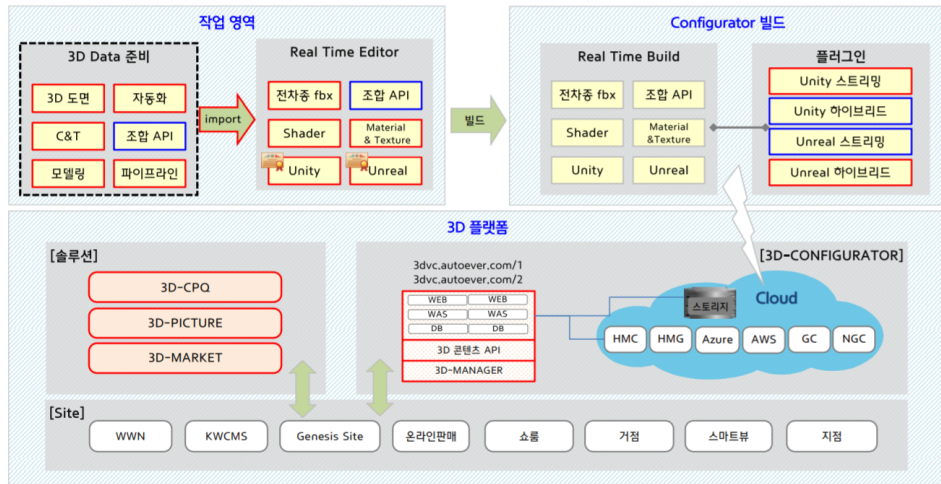 작업 영역
3D Data 준비
3D 도면
자동화
C&T
조합 API
모델링
파이프라인
import
Real Time Editor
전차종 fbx
조합 API
Shader
Material
& Texture
Unity
Unreal
빌드
Configurator 빌드
Real Time Build
전차종 fbx
조합 API
Shader
Material
&Texture
Unity
Unreal
플러그인
Unity 스트리밍
Unity 하이브리드
Unreal 스트리밍
Unreal 하이브리드
3D 플랫폼
[솔루션]
3D-CPQ
3D-PICTURE
3D-MARKET
[3D-CONFIGURATOR]
3dvc.autoever.com/1
3dvc.autoever.com/2
WEB
WEB
WAS
WAS
DB
DB
3D 콘텐츠 API
3D-MANAGER
스토리지
Cloud
HMC
HMG
Azure
AWS
GC
NGC
[Site]
WWN
KWCMS
Genesis Site
온라인판매
쇼룸
거점
스마트뷰
지점